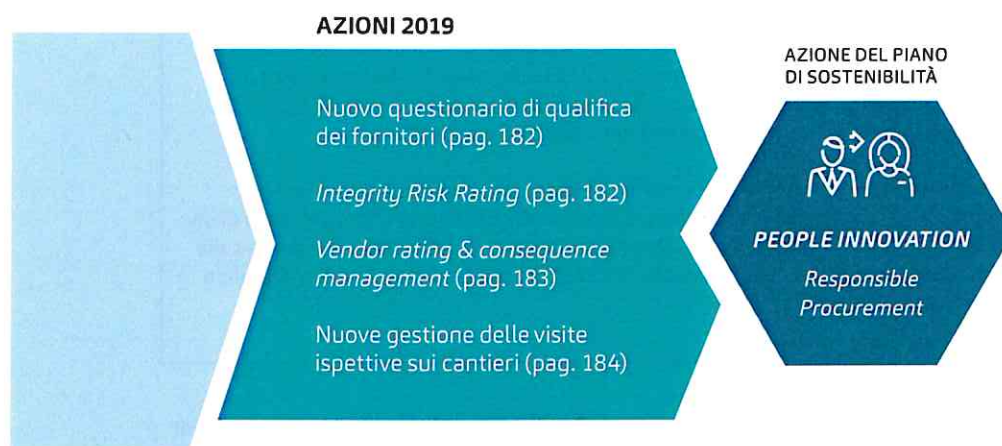 AZIONI 2019
Nuovo questionario di qualifica
dei fornitori (pag. 182)
Integrity Risk Rating (pag. 182)
Vendor rating & consequence
management (pag. 183)
Nuove gestione delle visite
ispettive sui cantieri (pag. 184)
AZIONE DEL PIANO
DI SOSTENIBILITÀ
PEOPLE INNOVATION
Responsible
Procurement